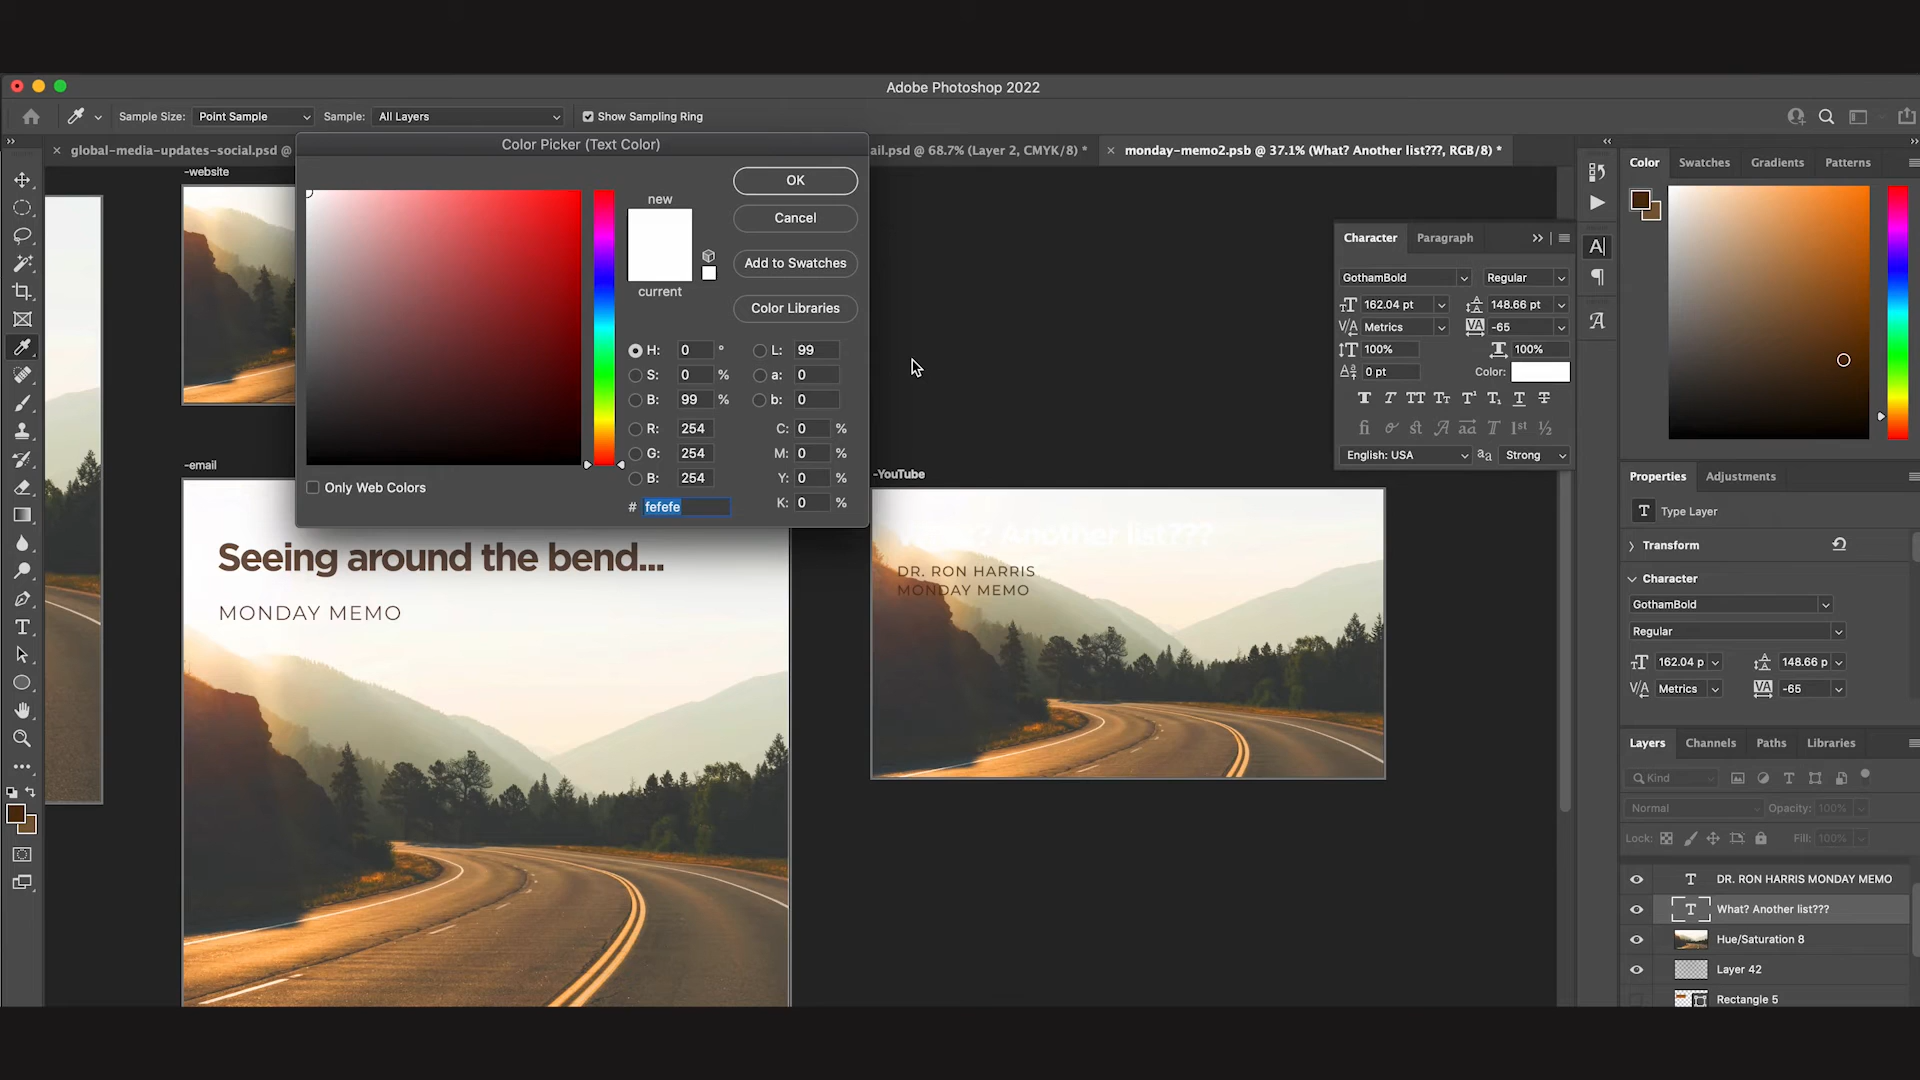 Adobe Photoshop 2022
Sample Size: Point Sample Sample: All Layers Show Sampling Ring
global-media-updates-social.psd @
ail.psd @ 68.7% (Layer 2, CMYK/8) *
monday-memo2.psb @ 37.1% (What? Another list???, RGB/8) *
Color Picker (Text Color)
new
current
OK
Cancel
Add to Swatches
Color Libraries
H: 0 ° L: 99
S: 0 % a: 0
B: 99 % b: 0
R: 254 C: 0 %
G: 254 M: 0 %
B: 254 Y: 0 %
# fefefe K: 0 %
Only Web Colors
-website
-email
Seeing around the bend...
MONDAY MEMO
-YouTube
What? Another list???
DR. RON HARRIS
MONDAY MEMO
Character Paragraph
GothamBold Regular
162.04 pt 148.66 pt
Metrics -65
100% 100%
0 pt Color:
English: USA Strong
Color Swatches Gradients Patterns
Properties Adjustments
Type Layer
Transform
Character
GothamBold
Regular
162.04 p 148.66 p
Metrics -65
Layers Channels Paths Libraries
Kind
Normal Opacity: 100%
Lock: Fill: 100%
DR. RON HARRIS MONDAY MEMO
What? Another list???
Hue/Saturation 8
Layer 42
Rectangle 5